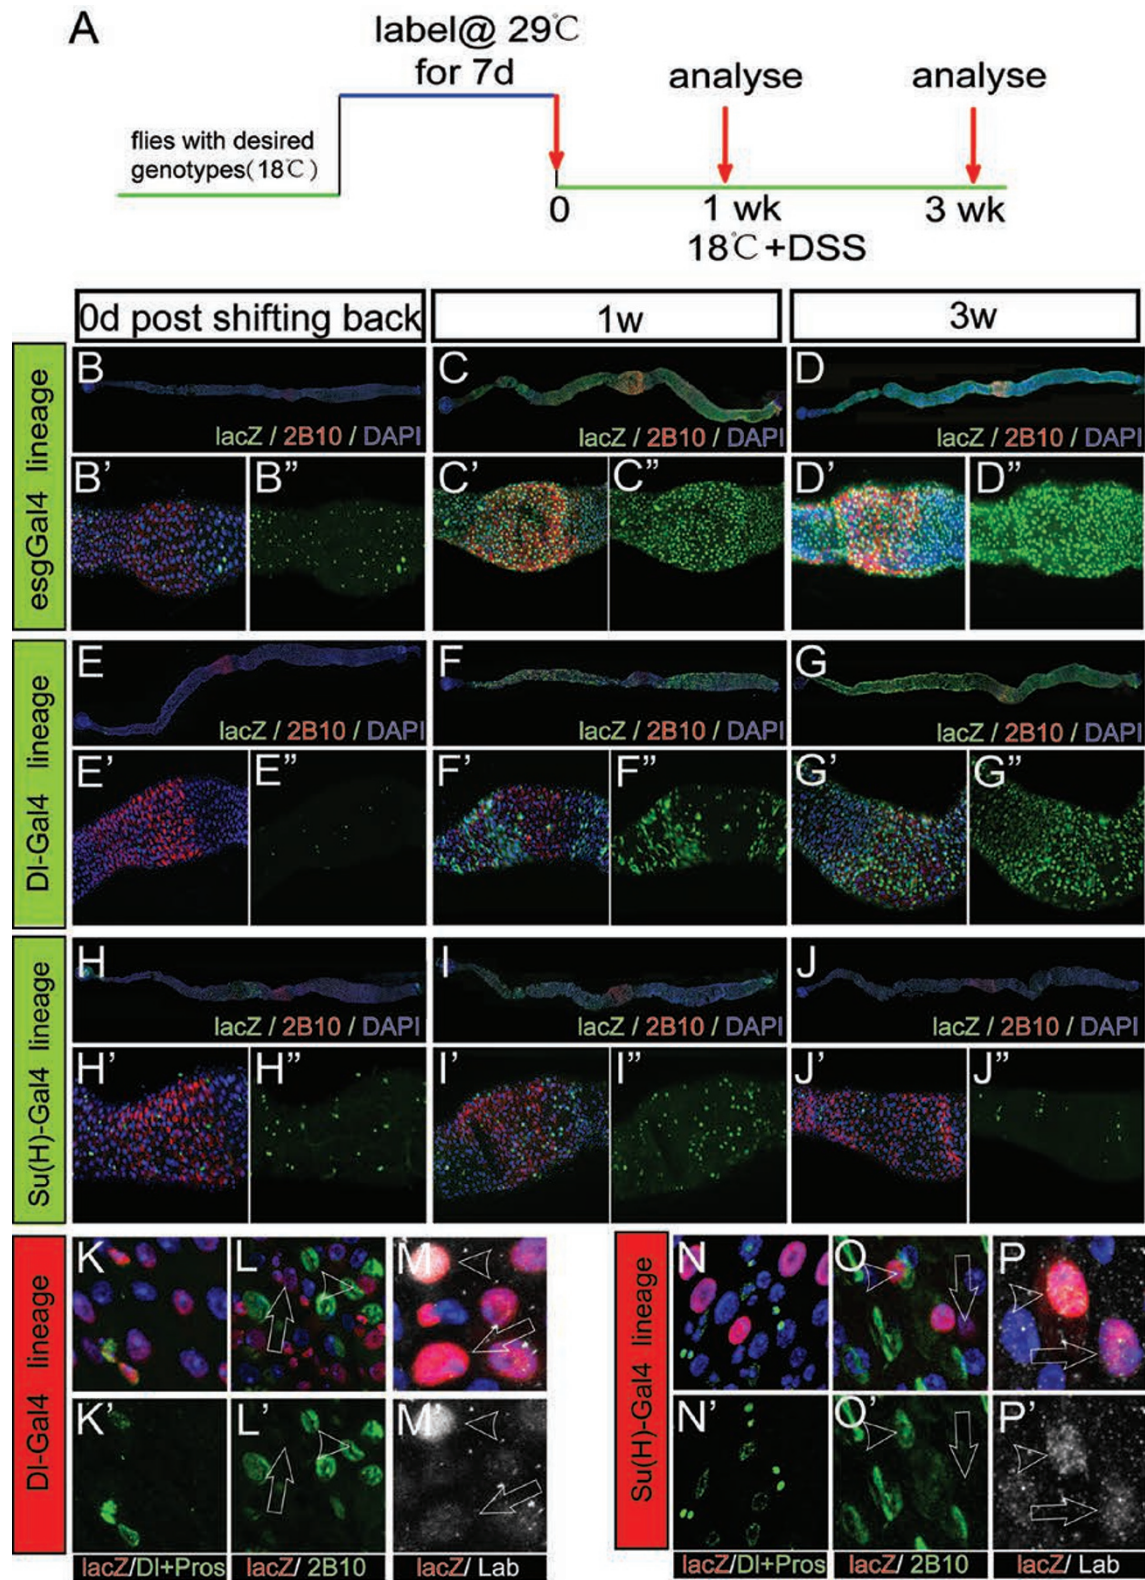 A
label@ 29℃
for 7d
analyse
analyse
flies with desired
genotypes(18℃)
0
1 wk
3 wk
18℃+DSS
0d post shifting back
1w
3w
esgGal4 lineage
B
lacZ / 2B10 / DAPI
C
lacZ / 2B10 / DAPI
D
lacZ / 2B10 / DAPI
B’
B”
C’
C”
D’
D”
Dl-Gal4 lineage
E
lacZ / 2B10 / DAPI
F
lacZ / 2B10 / DAPI
G
lacZ / 2B10 / DAPI
E’
E”
F’
F”
G’
G”
Su(H)-Gal4 lineage
H
lacZ / 2B10 / DAPI
I
lacZ / 2B10 / DAPI
J
lacZ / 2B10 / DAPI
H’
H”
I’
I”
J’
J”
Dl-Gal4 lineage
K
L
M
K’
L’
M’
lacZ/Dl+Pros
lacZ/ 2B10
lacZ/ Lab
Su(H)-Gal4 lineage
N
O
P
N’
O’
P’
lacZ/Dl+Pros
lacZ/ 2B10
lacZ/ Lab